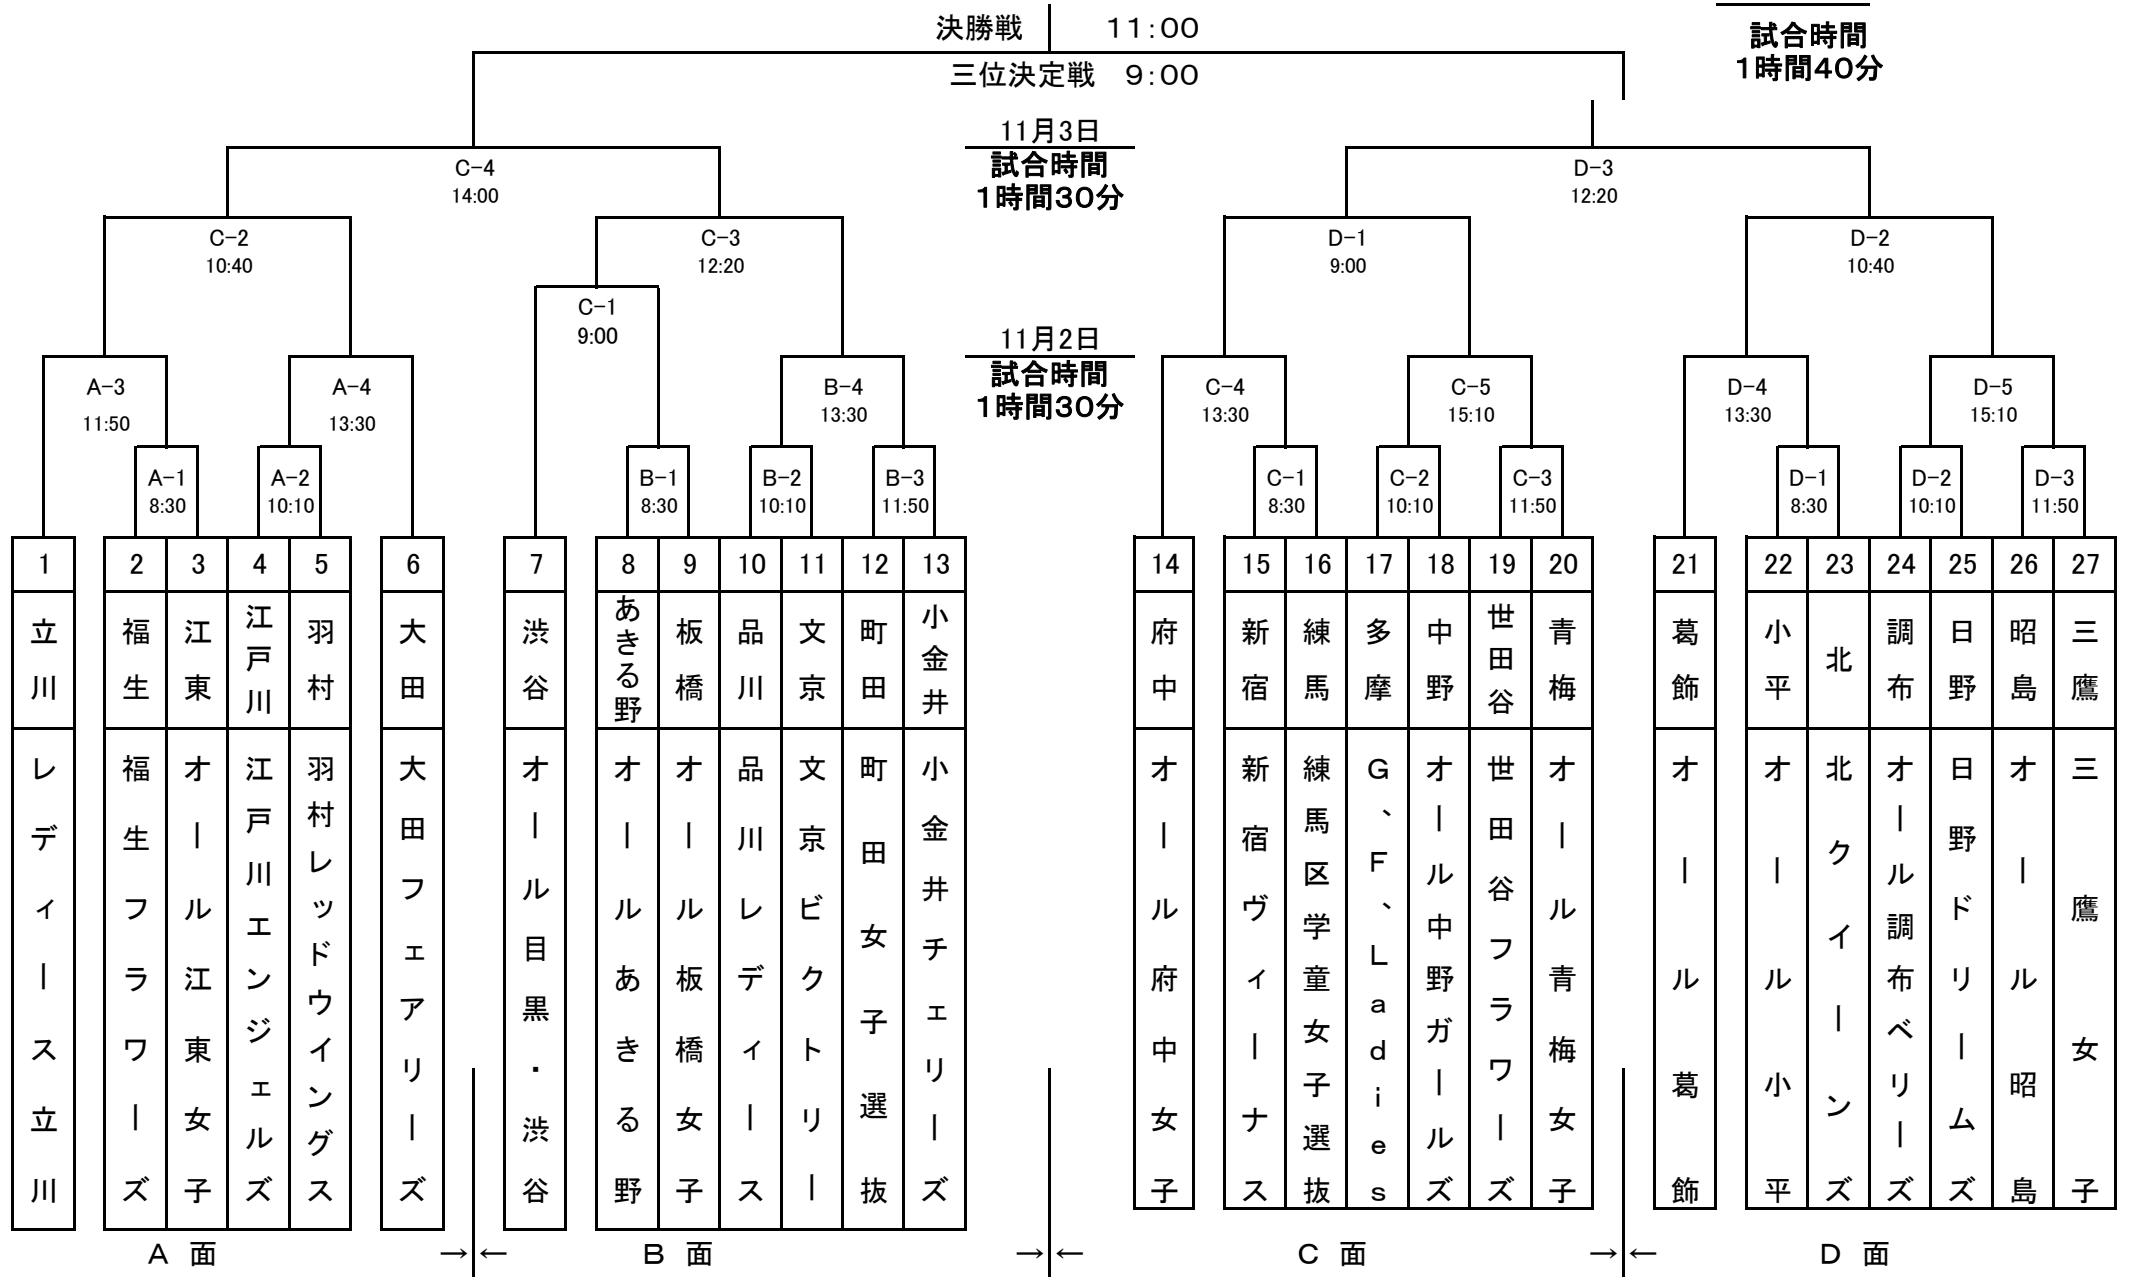 決勝戦 11:00
三位決定戦 9:00
試合時間
1時間40分
11月3日
試合時間
1時間30分
C-4
14:00
D-3
12:20
C-2
10:40
C-3
12:20
D-1
9:00
D-2
10:40
C-1
9:00
11月2日
試合時間
1時間30分
A-3
11:50
A-4
13:30
B-4
13:30
C-4
13:30
C-5
15:10
D-4
13:30
D-5
15:10
A-1
8:30
A-2
10:10
B-1
8:30
B-2
10:10
B-3
11:50
C-1
8:30
C-2
10:10
C-3
11:50
D-1
8:30
D-2
10:10
D-3
11:50
1
立川
レディース立川
2
福生
福生フラワーズ
3
江東
オール江東女子
4
江戸川
江戸川エンジェルズ
5
羽村
羽村レッドウイングス
6
大田
大田フェアリーズ
7
渋谷
オール目黒・渋谷
8
あきる野
オールあきる野
9
板橋
オール板橋女子
10
品川
品川レディース
11
文京
文京ビクトリー
12
町田
町田女子選抜
13
小金井
小金井チェリーズ
14
府中
オール府中女子
15
新宿
新宿ヴィーナス
16
練馬
練馬区学童女子選抜
17
多摩
G、F、Ladies
18
中野
オール中野ガールズ
19
世田谷
世田谷フラワーズ
20
青梅
オール青梅女子
21
葛飾
オール葛飾
22
小平
オール小平
23
北
北クイーンズ
24
調布
オール調布ベリーズ
25
日野
日野ドリームズ
26
昭島
オール昭島
27
三鷹
三鷹女子
A 面 →← B 面 →← C 面 →← D 面